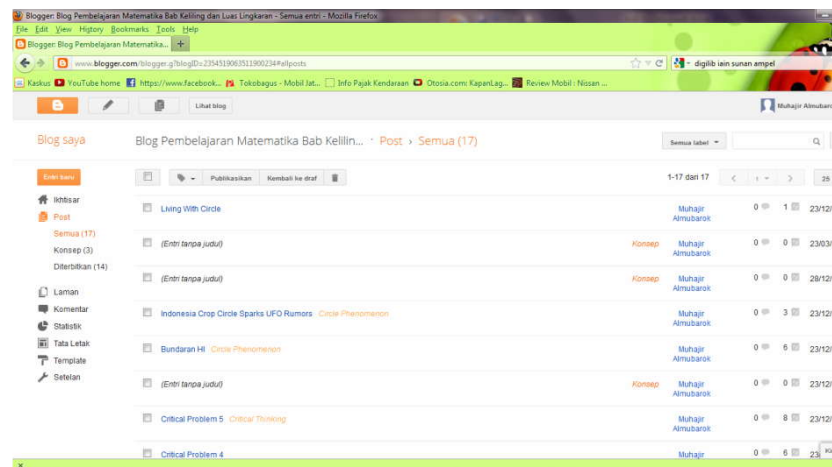 Blogger: Blog Pembelajaran Matematika Bab Keliling dan Luas Lingkaran - Semua entri - Mozilla Firefox
File Edit View History Bookmarks Tools Help
Blogger: Blog Pembelajaran Matematika... +
www.blogger.com/blogger.g?blogID=2354519063511900234#allposts digilib iain sunan ampel
Kaskus YouTube home https://www.facebook... Tokobagus - Mobil Jat... Info Pajak Kendaraan Otosia.com: KapanLag... Review Mobil : Nissan ...
Lihat blog Muhajir Almubaro
Blog saya Blog Pembelajaran Matematika Bab Kelilin... Post › Semua (17) Semua label
Entri baru Publikasikan Kembali ke draf 1-17 dari 17 25
Ikhtisar
Living With Circle Muhajir Almubarok 0 1 23/12/
Post
Semua (17)
Konsep (3)
(Entri tanpa judul) Konsep Muhajir Almubarok 0 0 23/03/
Diterbitkan (14)
(Entri tanpa judul) Konsep Muhajir Almubarok 0 0 28/12/
Laman
Komentar
Indonesia Crop Circle Sparks UFO Rumors Circle Phenomenon Muhajir Almubarok 0 3 23/12/
Statistik
Tata Letak
Bundaran HI Circle Phenomenon Muhajir Almubarok 0 6 23/12/
Template
Setelan
(Entri tanpa judul) Konsep Muhajir Almubarok 0 0 23/12/
Critical Problem 5 Critical Thinking Muhajir Almubarok 0 8 23/12/
Critical Problem 4 Muhajir 0 6 23